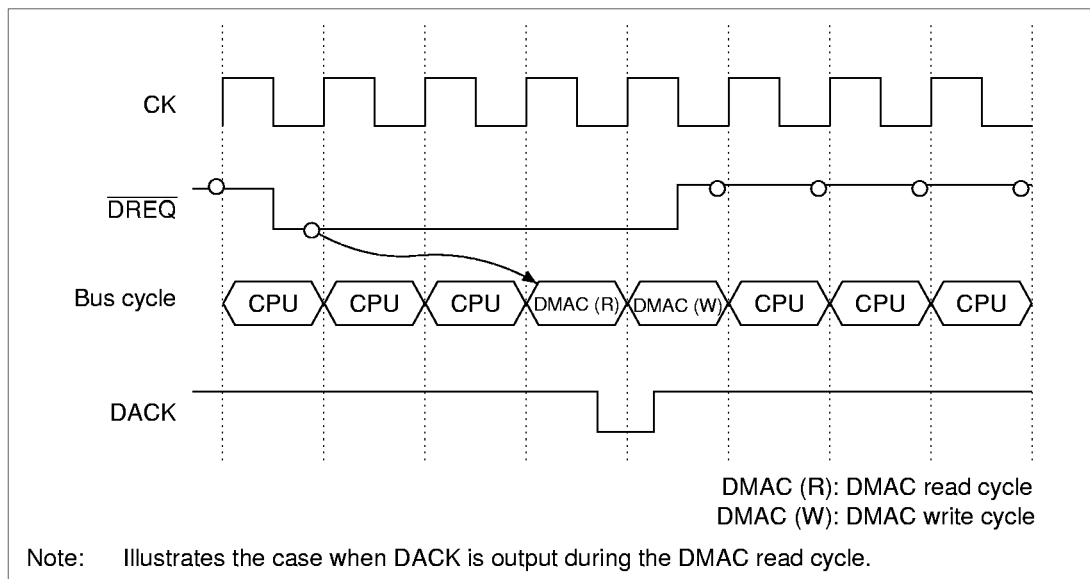 CK
DREQ
Bus cycle CPU CPU CPU DMAC (R) DMAC (W) CPU CPU CPU
DACK
DMAC (R): DMAC read cycle
DMAC (W): DMAC write cycle
Note: Illustrates the case when DACK is output during the DMAC read cycle.